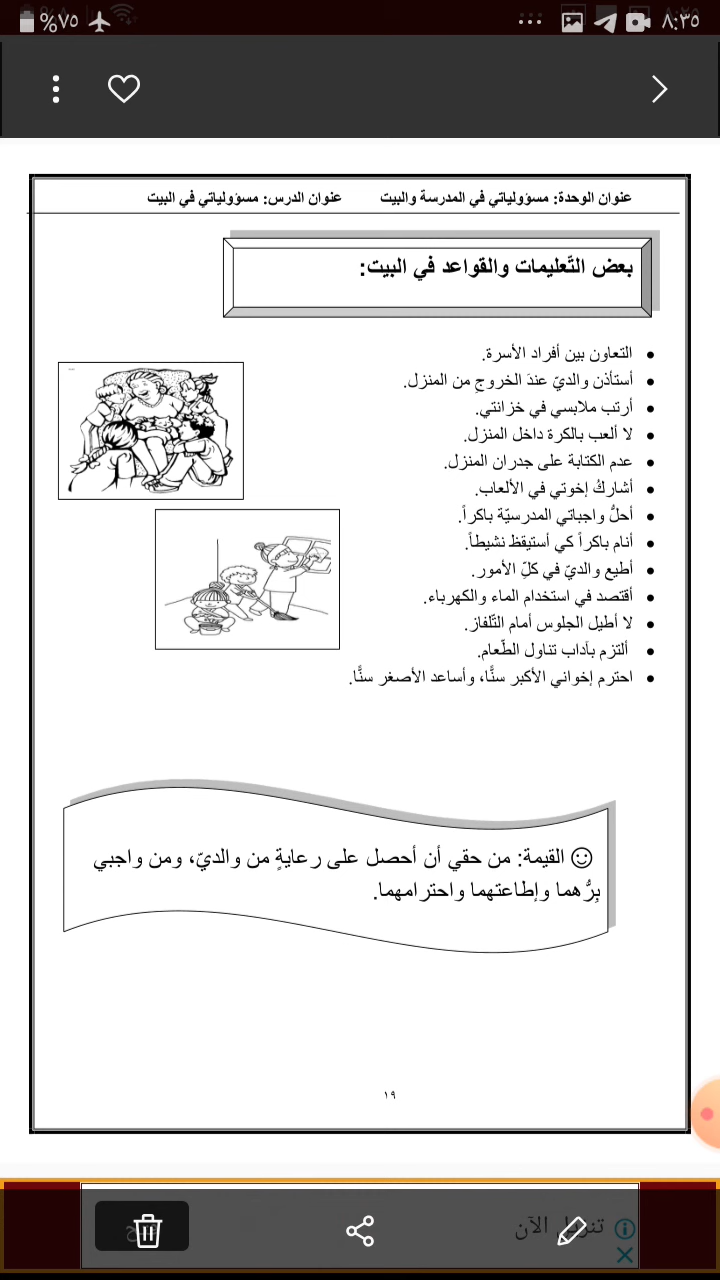 %٧٥
٨:٣٥
عنوان الوحدة: مسؤولياتي في المدرسة والبيت عنوان الدرس: مسؤولياتي في البيت
بعض التّعليمات والقواعد في البيت:
• التعاون بين أفراد الأسرة.
• أستأذن والديّ عندَ الخروجِ من المنزل.
• أرتب ملابسي في خزانتي.
• لا ألعب بالكرة داخل المنزل.
• عدم الكتابة على جدران المنزل.
• أشاركُ إخوتي في الألعاب.
• أحلُّ واجباتي المدرسيّة باكراً.
• أنام باكراً كي أستيقظ نشيطاً.
• أطيع والديّ في كلِّ الأمور.
• أقتصد في استخدام الماء والكهرباء.
• لا أطيل الجلوس أمام التّلفاز.
• ألتزم بآداب تناول الطّعام.
• احترم إخواني الأكبر سنًّا، وأساعد الأصغر سنًّا.
☺ القيمة: من حقي أن أحصل على رعايةٍ من والديّ، ومن واجبي
بِرُّهما وإطاعتهما واحترامهما.
١٩
الآن